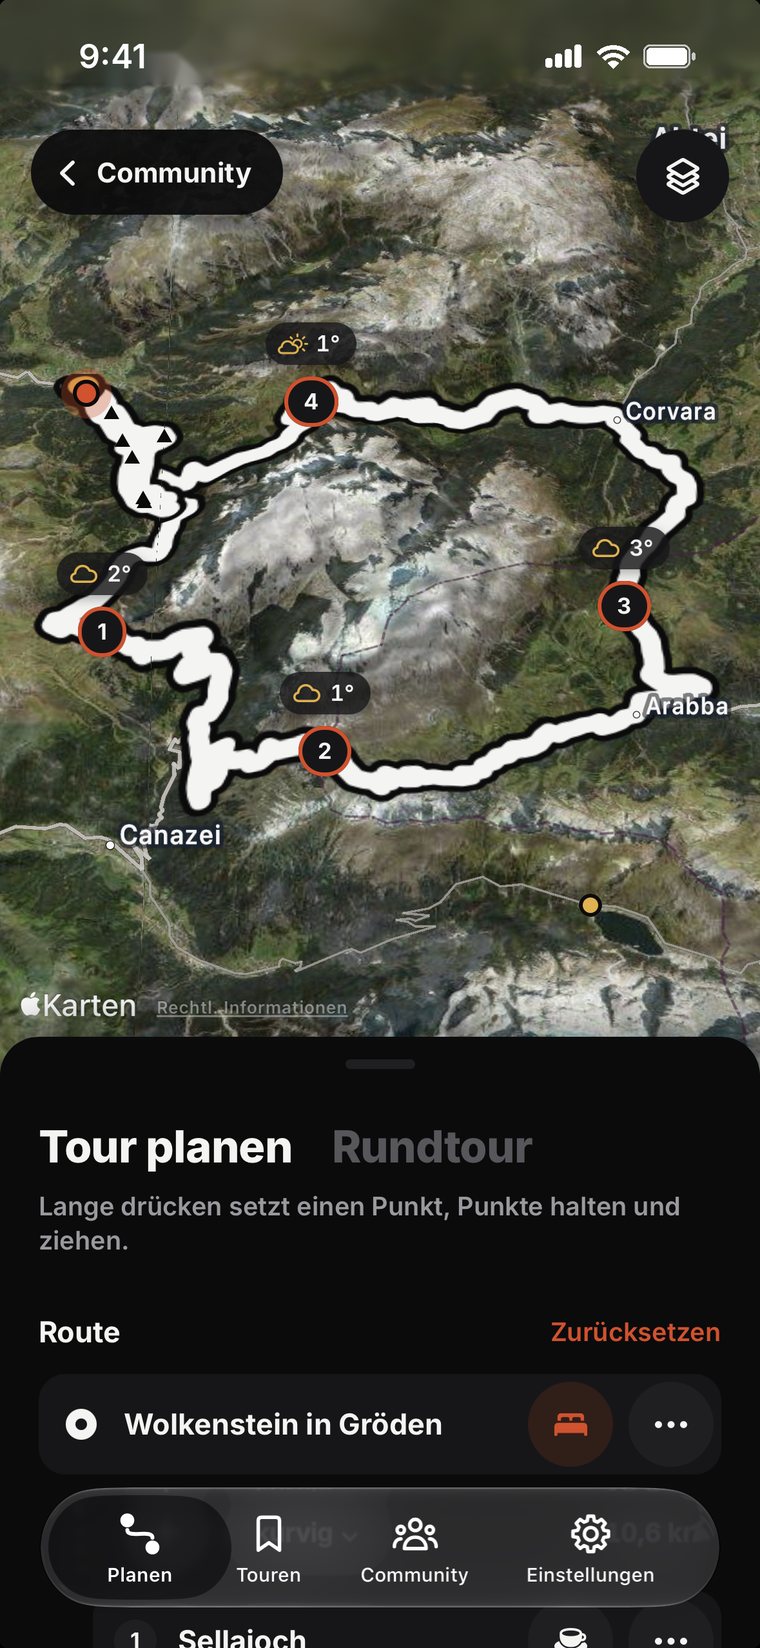 9:41
Community
1°
4
Corvara
3°
2°
3
1
1°
Arabba
2
Canazei
Karten
Rechtl. Informationen
Tour planen
Rundtour
Lange drücken setzt einen Punkt, Punkte halten und
ziehen.
Route
Zurücksetzen
Wolkenstein in Gröden
Planen
Touren
Community
Einstellungen
1
Sellajoch